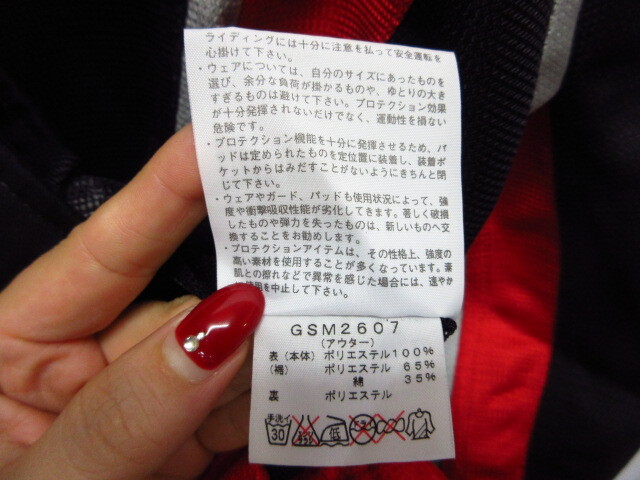 ライディングには十分に注意を払って安全運転を
心掛けて下さい。
・ウェアについては、自分のサイズにあったものを
選び、余分な負荷が掛かるものや、ゆとりの大き
すぎるものは避けて下さい。プロテクション効果
が十分発揮されないだけでなく、運動性を損ない
危険です。
・プロテクション機能を十分に発揮させるため、パ
ッドは定められたものを定位置に装着し、装着ポ
ケットからはみだすことがないようにきちんと閉
じて下さい。
・ウェアやガード、パッドも使用状況によって、強
度や衝撃吸収性能が劣化してきます。著しく破損
したものや弾力を失ったものは、新しいものへ交
換することをお勧めします。
・プロテクションアイテムは、その性格上、強度の
高い素材を使用することが多くなっています。素
肌との擦れなどで異常を感じた場合には、速やか
に使用を中止して下さい。
GSM2607
(アウター)
表(本体) ポリエステル100%
ポリエステル 65%
綿 35%
裏 ポリエステル
手洗イ
30
低